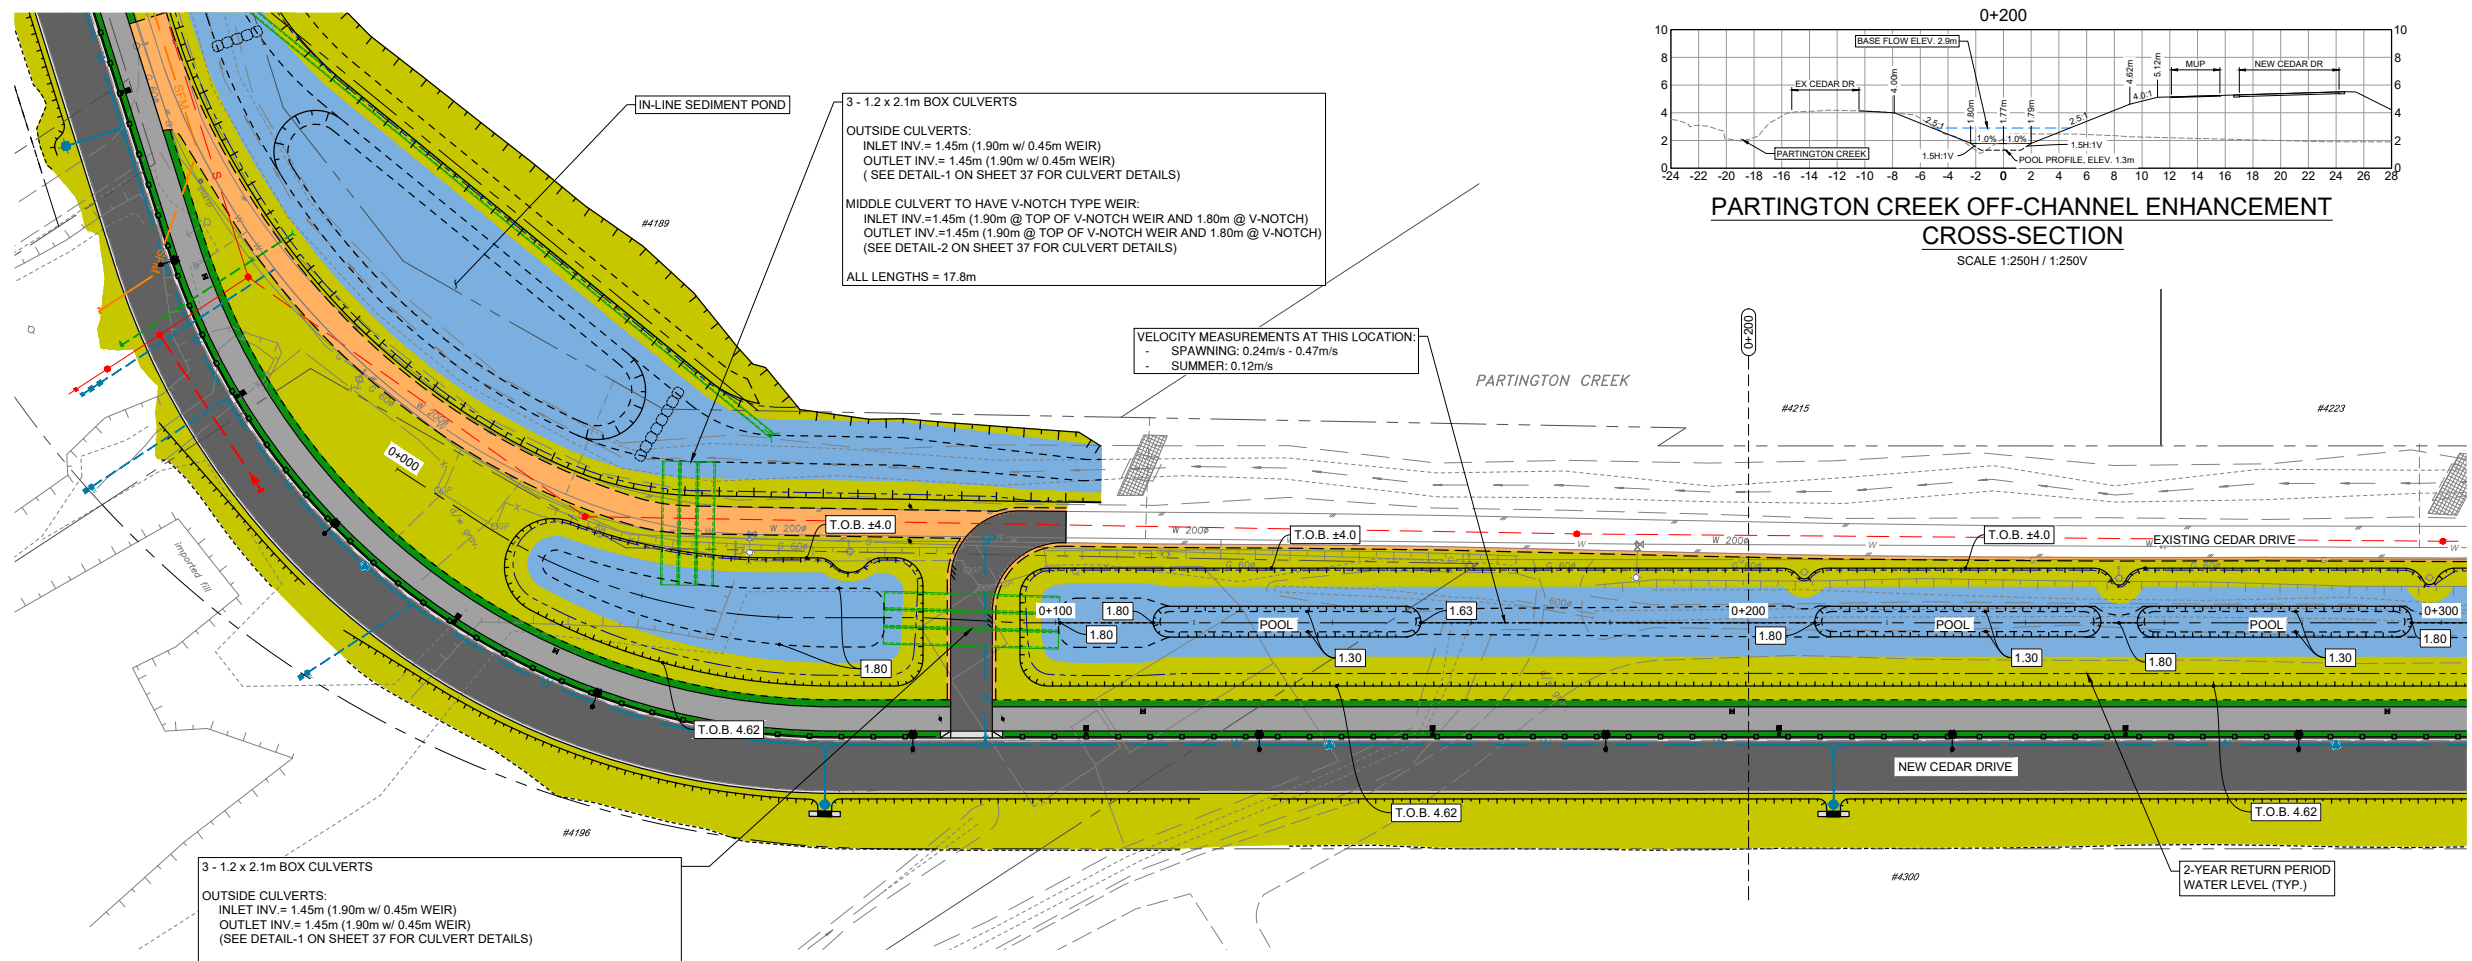 0+200
10
8
6
4
2
0
10
8
6
4
2
0
-24 -22 -20 -18 -16 -14 -12 -10 -8 -6 -4 -2 0 2 4 6 8 10 12 14 16 18 20 22 24 26 28
BASE FLOW ELEV. 2.9m
EX CEDAR DR
4.00m
2.5:1
1.80m
1.77m
1.79m
1.0%
1.0%
2.5:1
4.62m
4.0:1
5.12m
MUP
NEW CEDAR DR
PARTINGTON CREEK
1.5H:1V
1.5H:1V
POOL PROFILE, ELEV. 1.3m
PARTINGTON CREEK OFF-CHANNEL ENHANCEMENT
CROSS-SECTION
SCALE 1:250H / 1:250V
IN-LINE SEDIMENT POND
3 - 1.2 x 2.1m BOX CULVERTS
OUTSIDE CULVERTS:
INLET INV.= 1.45m (1.90m w/ 0.45m WEIR)
OUTLET INV.= 1.45m (1.90m w/ 0.45m WEIR)
( SEE DETAIL-1 ON SHEET 37 FOR CULVERT DETAILS)
MIDDLE CULVERT TO HAVE V-NOTCH TYPE WEIR:
INLET INV.=1.45m (1.90m @ TOP OF V-NOTCH WEIR AND 1.80m @ V-NOTCH)
OUTLET INV.=1.45m (1.90m @ TOP OF V-NOTCH WEIR AND 1.80m @ V-NOTCH)
(SEE DETAIL-2 ON SHEET 37 FOR CULVERT DETAILS)
ALL LENGTHS = 17.8m
#4189
VELOCITY MEASUREMENTS AT THIS LOCATION:
- SPAWNING: 0.24m/s - 0.47m/s
- SUMMER: 0.12m/s
0+200
PARTINGTON CREEK
#4215
#4223
SFM
SFM
S
G 60ø
W 200ø
0+000
imported fill
T.O.B. ±4.0
W 200ø
G 60ø
W 200ø
T.O.B. ±4.0
W 200ø
T.O.B. ±4.0
EXISTING CEDAR DRIVE
G 60ø
G 60ø
600ø
0+100
1.80
1.80
POOL
1.63
1.30
0+200
1.80
POOL
1.30
1.80
POOL
1.30
0+300
1.80
1.80
T.O.B. 4.62
NEW CEDAR DRIVE
T.O.B. 4.62
T.O.B. 4.62
#4196
#4300
2-YEAR RETURN PERIOD
WATER LEVEL (TYP.)
3 - 1.2 x 2.1m BOX CULVERTS
OUTSIDE CULVERTS:
INLET INV.= 1.45m (1.90m w/ 0.45m WEIR)
OUTLET INV.= 1.45m (1.90m w/ 0.45m WEIR)
(SEE DETAIL-1 ON SHEET 37 FOR CULVERT DETAILS)